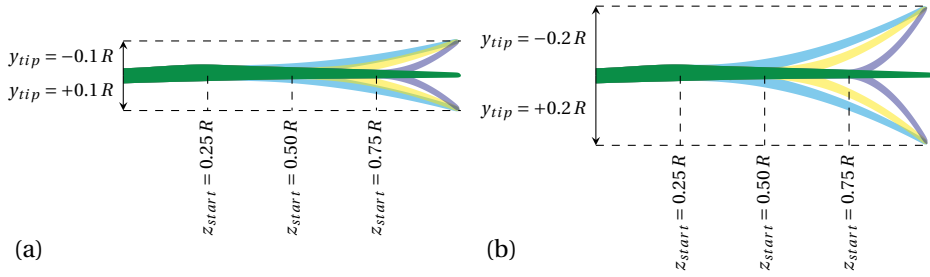 y_tip = −0.1 R
y_tip = +0.1 R
z_start = 0.25 R
z_start = 0.50 R
z_start = 0.75 R
(a)
y_tip = −0.2 R
y_tip = +0.2 R
z_start = 0.25 R
z_start = 0.50 R
z_start = 0.75 R
(b)